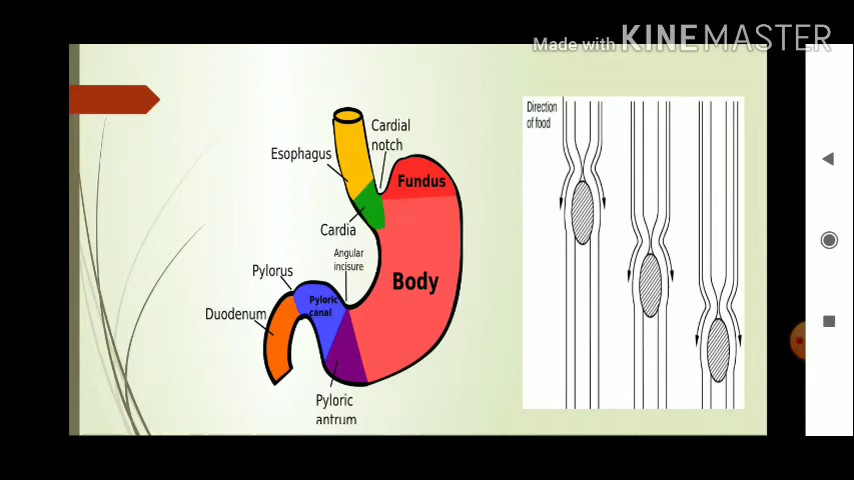 Made with KINEMASTER
Cardial
notch
Esophagus
Fundus
Cardia
Angular
incisure
Pylorus
Body
Pyloric
canal
Duodenum
Pyloric
antrum
Direction
of food